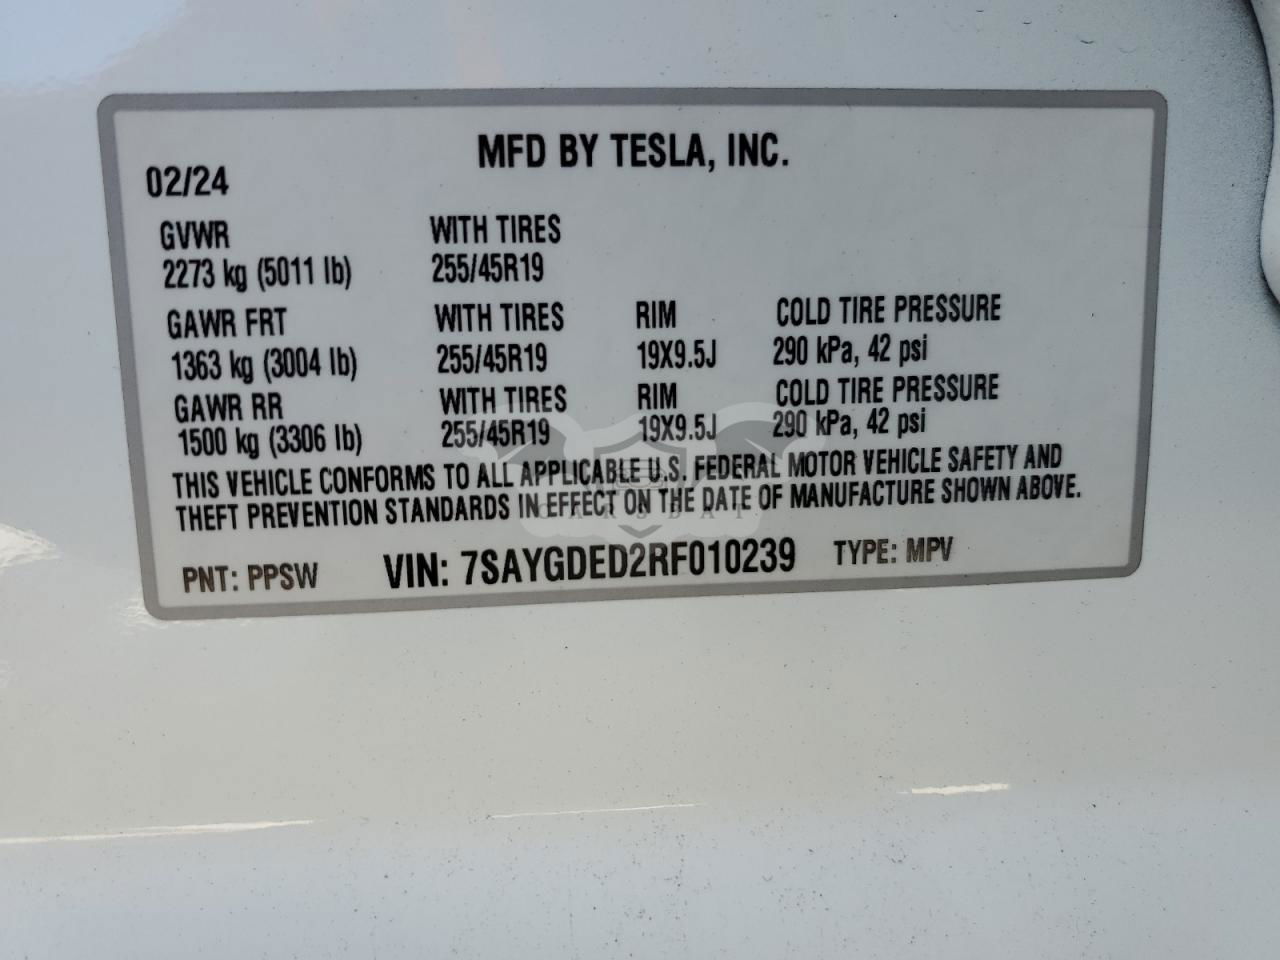 MFD BY TESLA, INC.
02/24
GVWR WITH TIRES
2273 kg (5011 lb) 255/45R19
GAWR FRT WITH TIRES RIM COLD TIRE PRESSURE
1363 kg (3004 lb) 255/45R19 19X9.5J 290 kPa, 42 psi
GAWR RR WITH TIRES RIM COLD TIRE PRESSURE
1500 kg (3306 lb) 255/45R19 19X9.5J 290 kPa, 42 psi
THIS VEHICLE CONFORMS TO ALL APPLICABLE U.S. FEDERAL MOTOR VEHICLE SAFETY AND
THEFT PREVENTION STANDARDS IN EFFECT ON THE DATE OF MANUFACTURE SHOWN ABOVE.
CARSBAT
PNT: PPSW VIN: 7SAYGDED2RF010239 TYPE: MPV